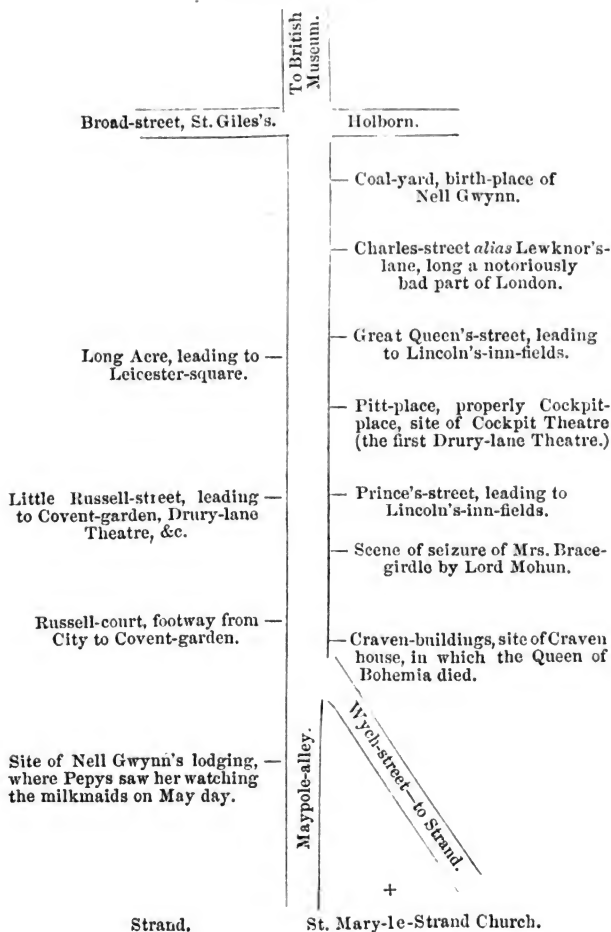 To British
Museum.
Broad-street, St. Giles's.
Holborn.
Coal-yard, birth-place of
Nell Gwynn.
Charles-street alias Lewknor's-
lane, long a notoriously
bad part of London.
Great Queen's-street, leading
to Lincoln's-inn-fields.
Long Acre, leading to
Leicester-square.
Pitt-place, properly Cockpit-
place, site of Cockpit Theatre
(the first Drury-lane Theatre.)
Little Russell-street, leading
to Covent-garden, Drury-lane
Theatre, &c.
Prince's-street, leading to
Lincoln's-inn-fields.
Scene of seizure of Mrs. Brace-
girdle by Lord Mohun.
Russell-court, footway from
City to Covent-garden.
Craven-buildings, site of Craven
house, in which the Queen of
Bohemia died.
Wych-street—to Strand.
Maypole-alley.
Site of Nell Gwynn's lodging,
where Pepys saw her watching
the milkmaids on May day.
+
Strand.
St. Mary-le-Strand Church.